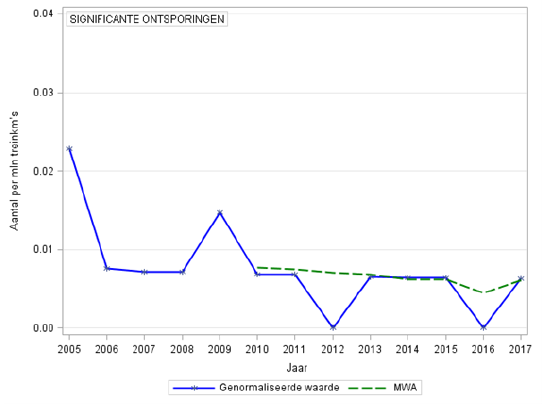 SIGNIFICANTE ONTSPORINGEN
0.04
0.03
0.02
0.01
0.00
Aantal per mln treinkm's
2005 2006 2007 2008 2009 2010 2011 2012 2013 2014 2015 2016 2017
Jaar
Genormaliseerde waarde MWA